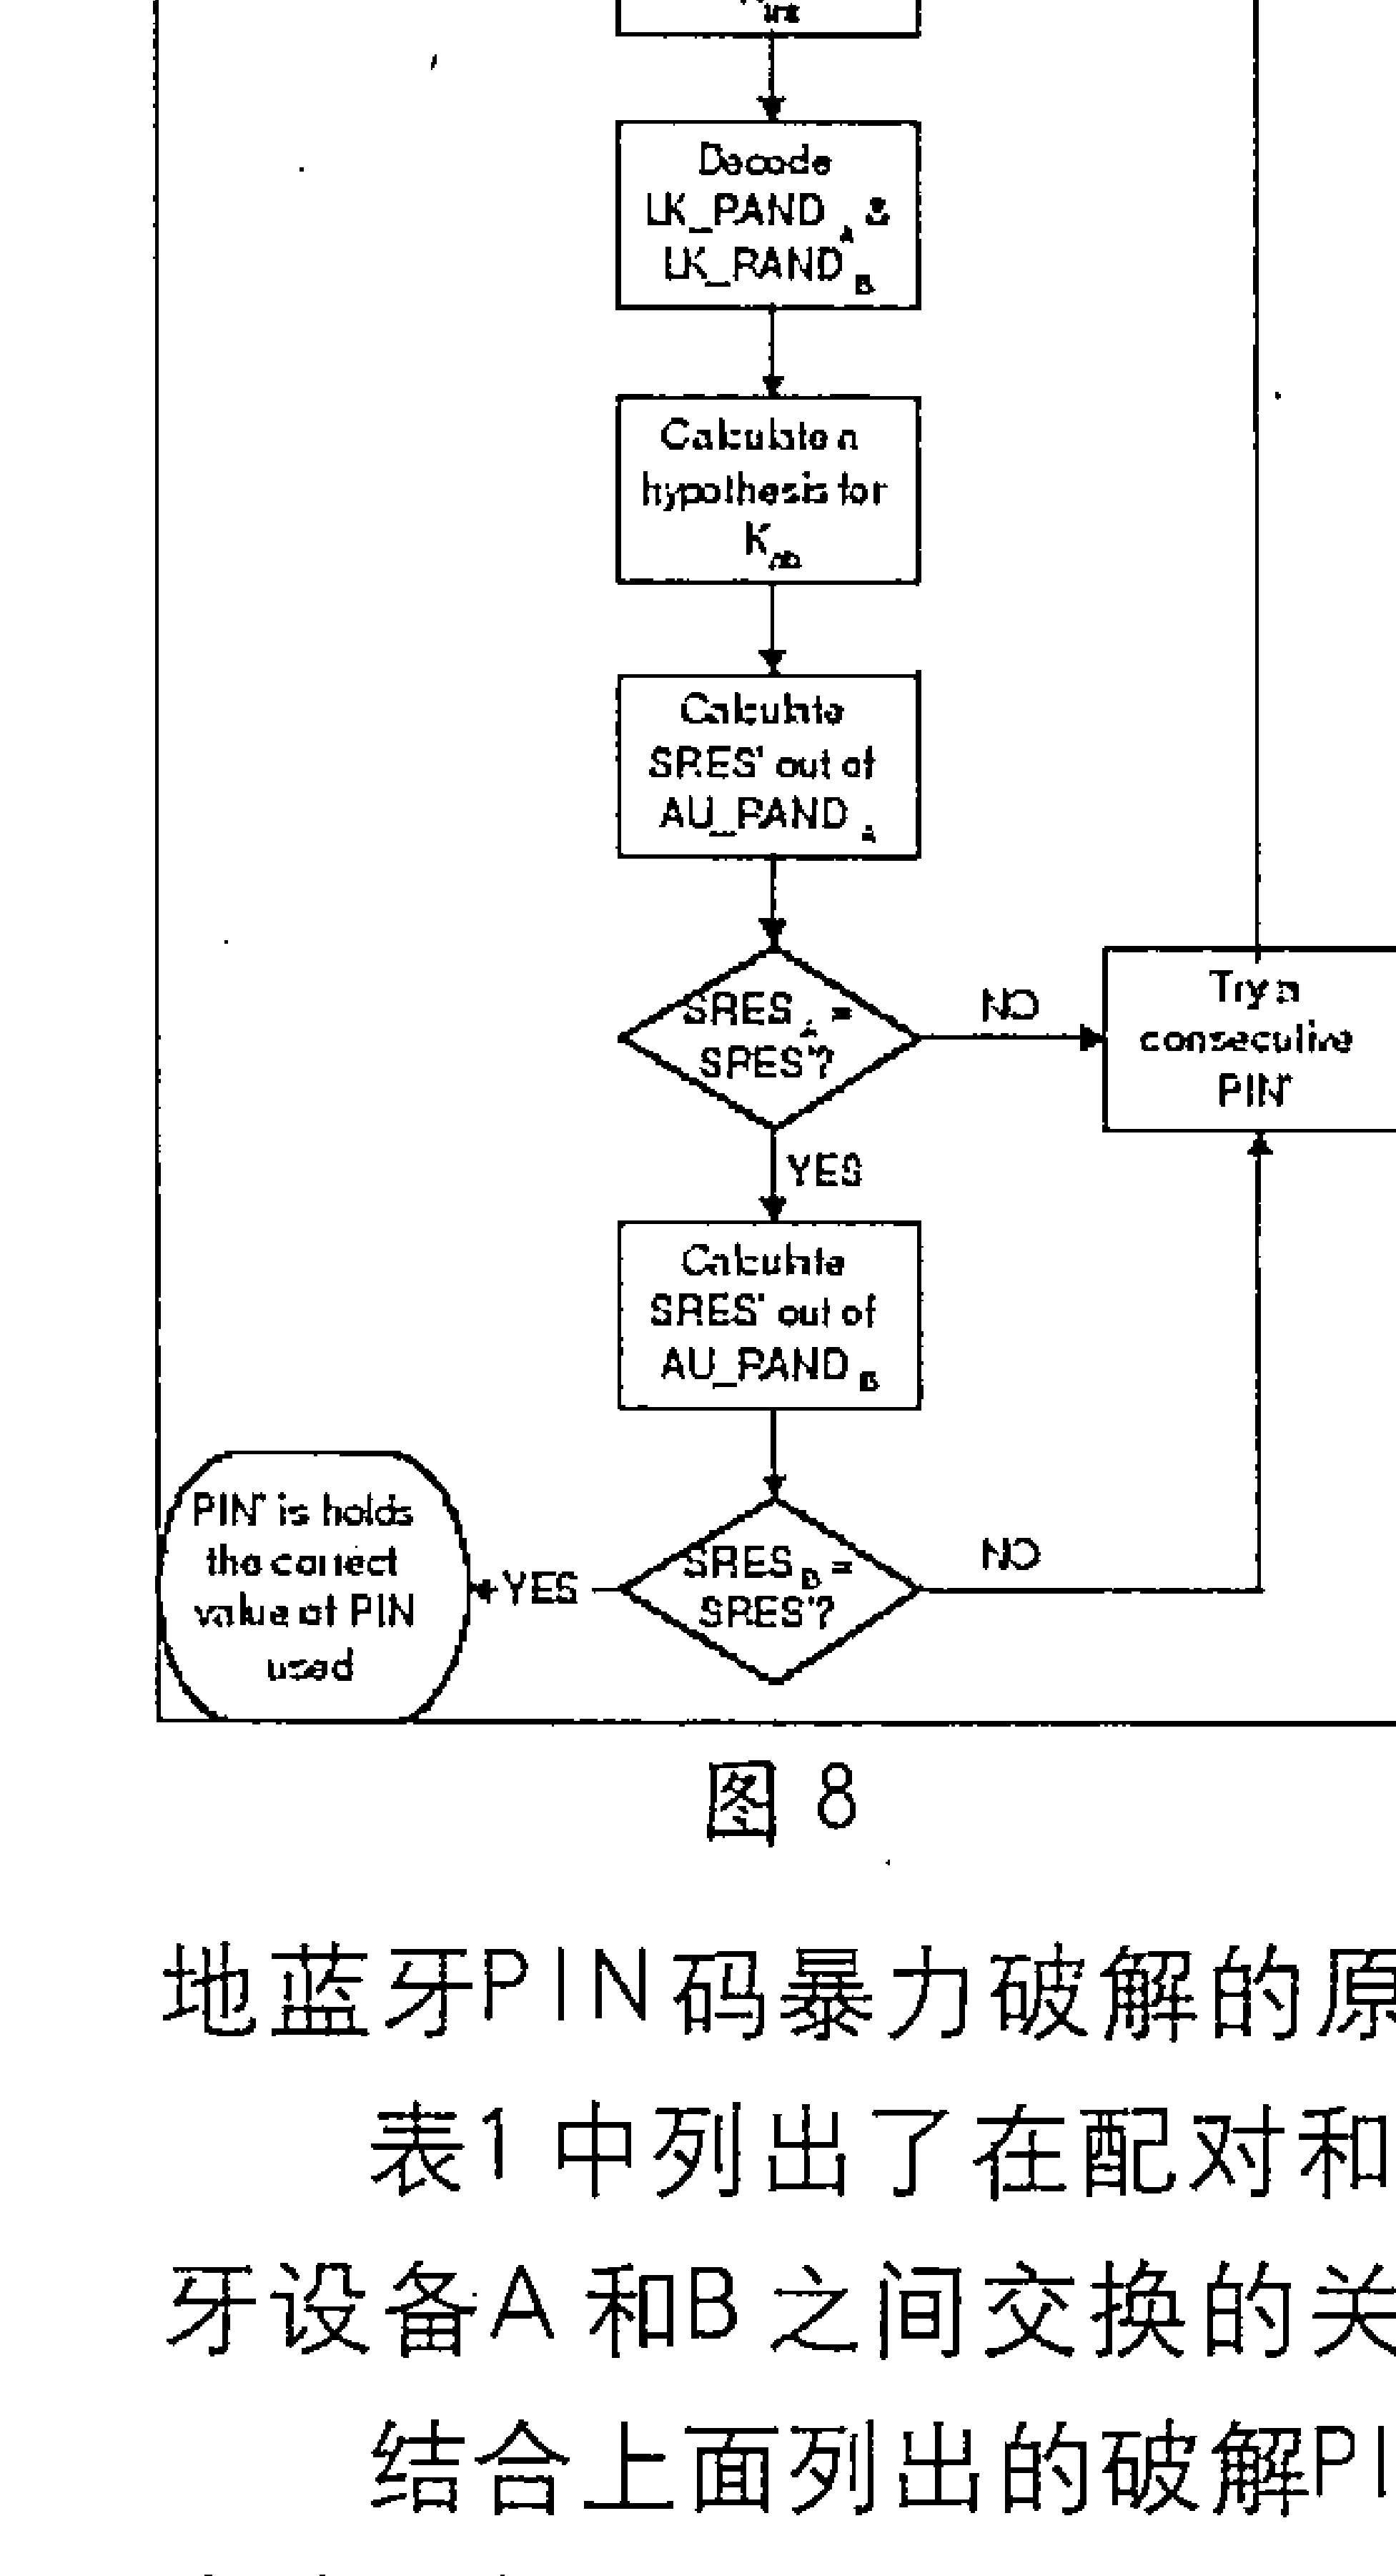 init
Decode
LK_RAND A &
LK_RAND B
Calculate a
hypothesis for
K ab
Calculate
SRES' out of
AU_RAND A
SRES A =
SRES'?
NO
Try a
consecutive
PIN'
YES
Calculate
SRES' out of
AU_RAND B
PIN' is holds
the correct
value of PIN
used
YES
SRES B =
SRES'?
NO
图 8
地蓝牙PIN码暴力破解的原
表1 中列出了在配对和
牙设备A 和B 之间交换的关
结合上面列出的破解PI